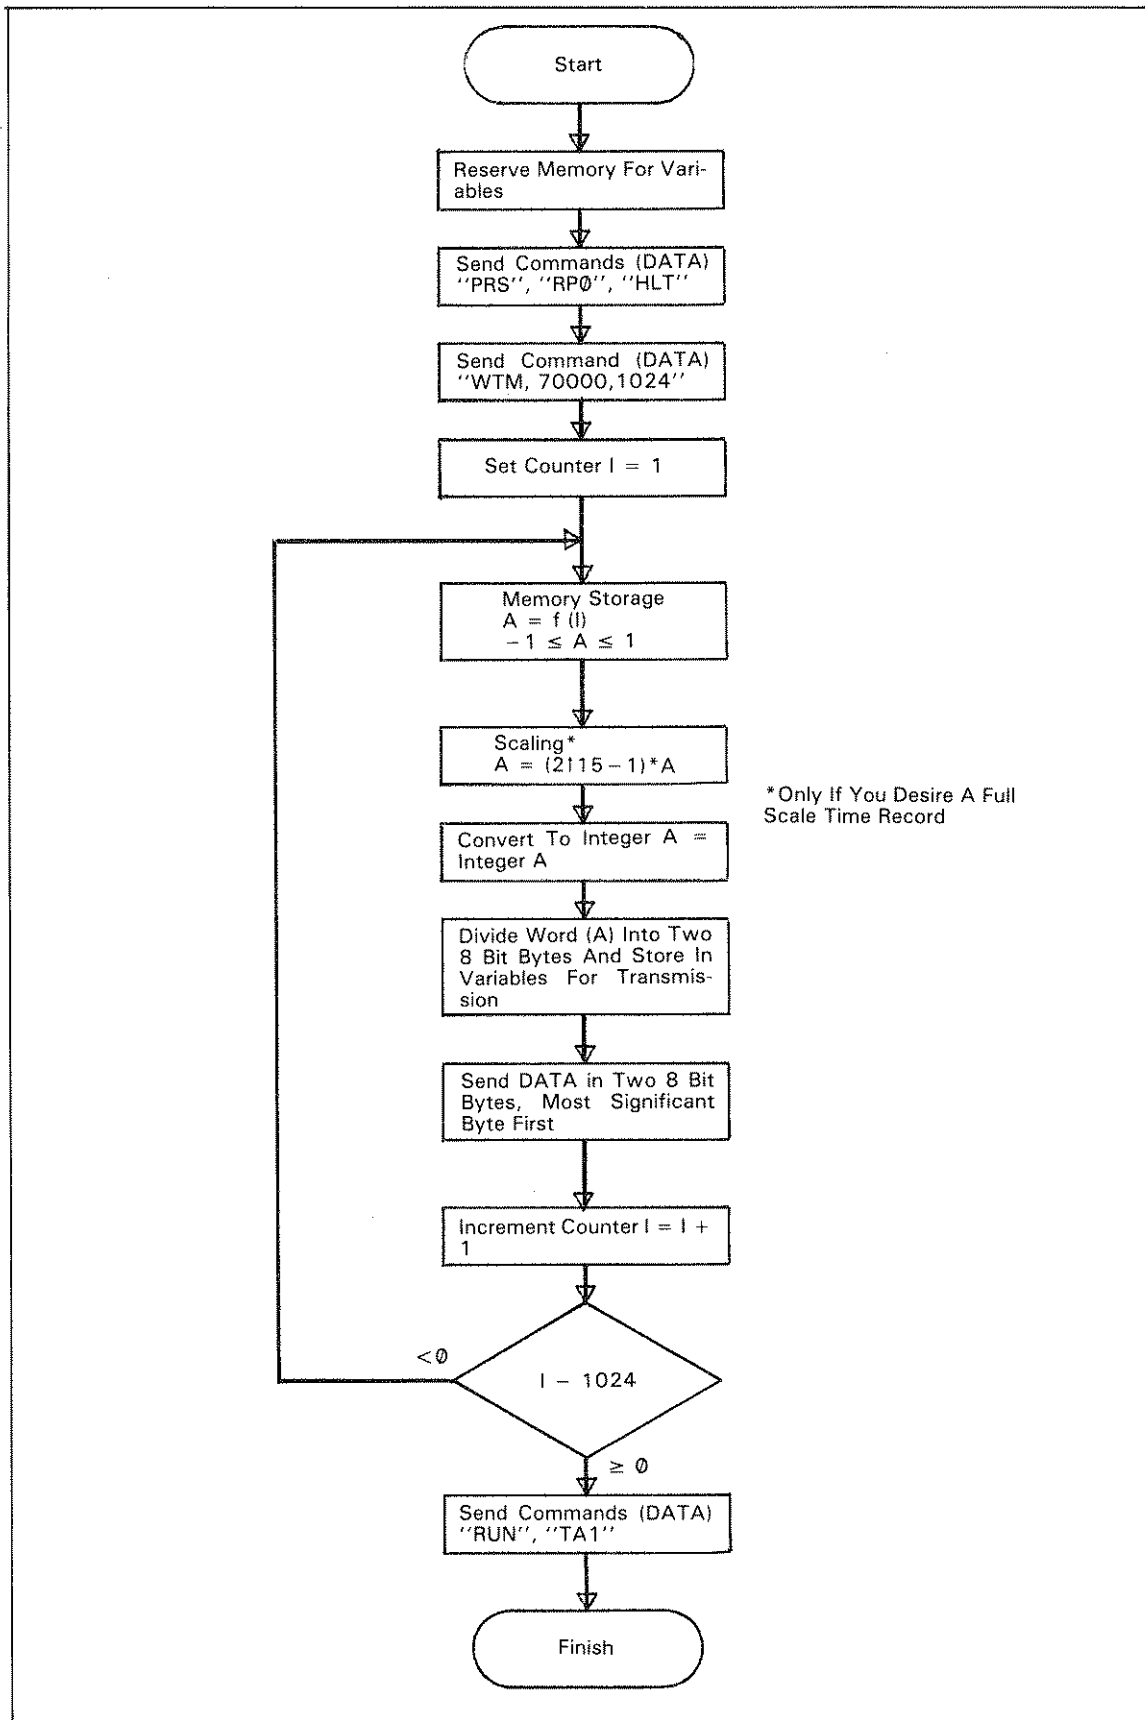 Start
Reserve Memory For Vari-
ables
Send Commands (DATA)
''PRS'', ''RPØ'', ''HLT''
Send Command (DATA)
''WTM, 70000,1024''
Set Counter I = 1
Memory Storage
A = f (I)
−1 ≤ A ≤ 1
Scaling*
A = (2↑15−1)*A
*Only If You Desire A Full
Scale Time Record
Convert To Integer A =
Integer A
Divide Word (A) Into Two
8 Bit Bytes And Store In
Variables For Transmis-
sion
Send DATA in Two 8 Bit
Bytes, Most Significant
Byte First
Increment Counter I = I +
1
<Ø
I − 1024
≥ Ø
Send Commands (DATA)
''RUN'', ''TA1''
Finish